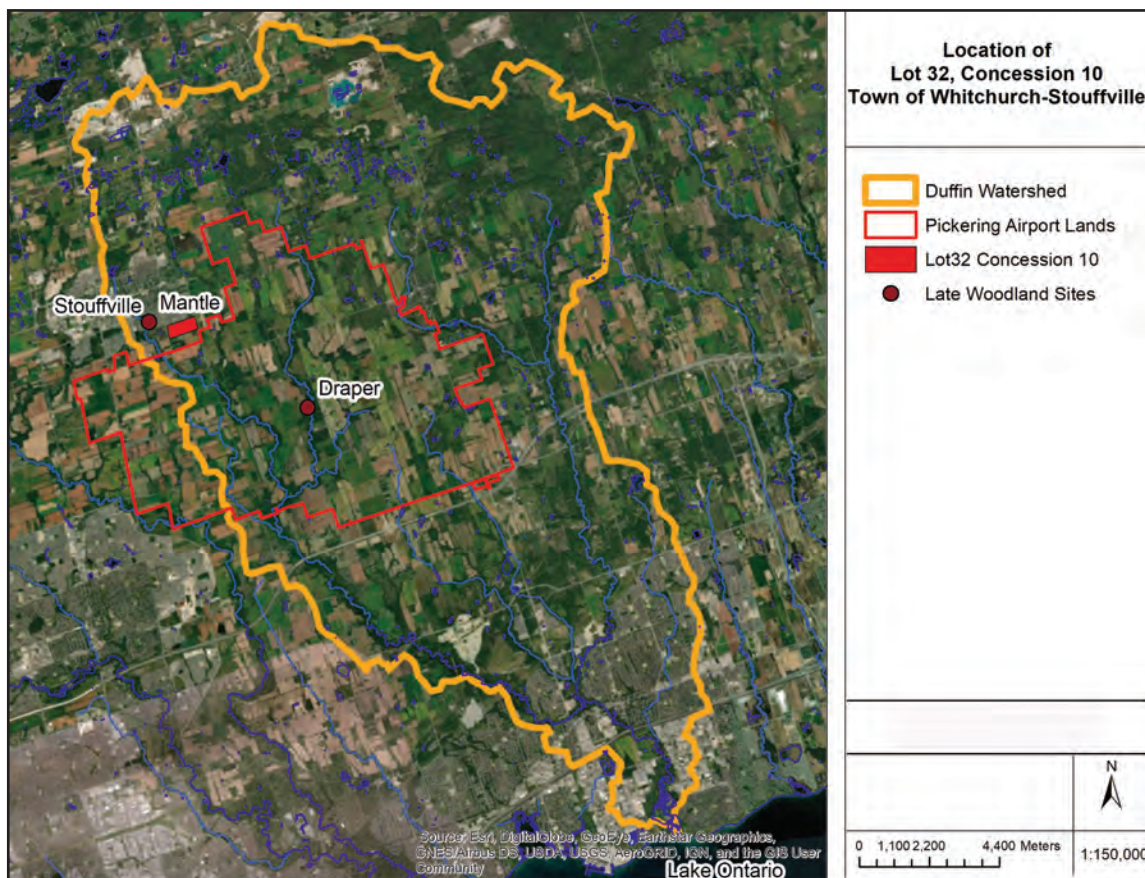 Location of
Lot 32, Concession 10
Town of Whitchurch-Stouffville
Duffin Watershed
Pickering Airport Lands
Lot32 Concession 10
Late Woodland Sites
Stouffville
Mantle
Draper
Source: Esri, DigitalGlobe, GeoEye, Earthstar Geographics,
CNES/Airbus DS, USDA, USGS, AeroGRID, IGN, and the GIS User
Community
Lake Ontario
N
0 1,100 2,200 4,400 Meters
1:150,000